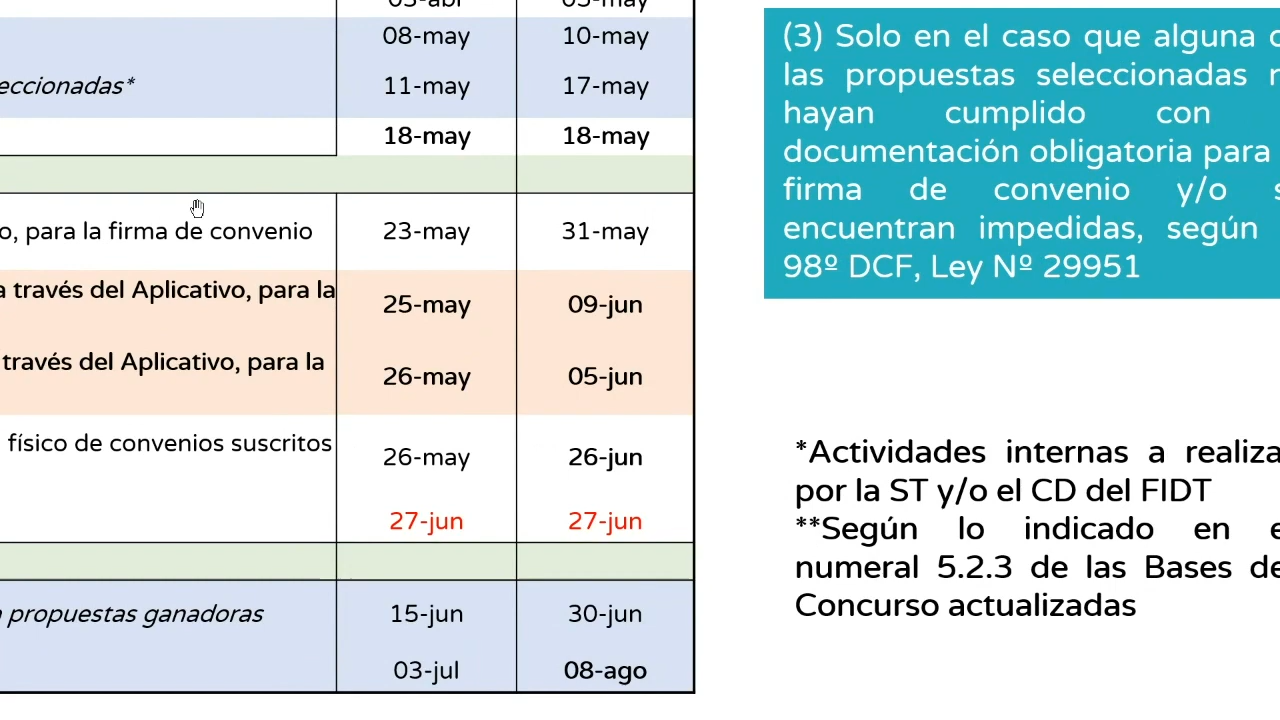 08-may 10-may
eccionadas* 11-may 17-may
18-may 18-may
o, para la firma de convenio 23-may 31-may
a través del Aplicativo, para la
25-may 09-jun
través del Aplicativo, para la
26-may 05-jun
físico de convenios suscritos
26-may 26-jun
27-jun 27-jun
propuestas ganadoras 15-jun 30-jun
03-jul 08-ago
(3) Solo en el caso que alguna
las propuestas seleccionadas
hayan cumplido con
documentación obligatoria para
firma de convenio y/o
encuentran impedidas, según
98º DCF, Ley Nº 29951
*Actividades internas a realiza
por la ST y/o el CD del FIDT
**Según lo indicado en e
numeral 5.2.3 de las Bases de
Concurso actualizadas